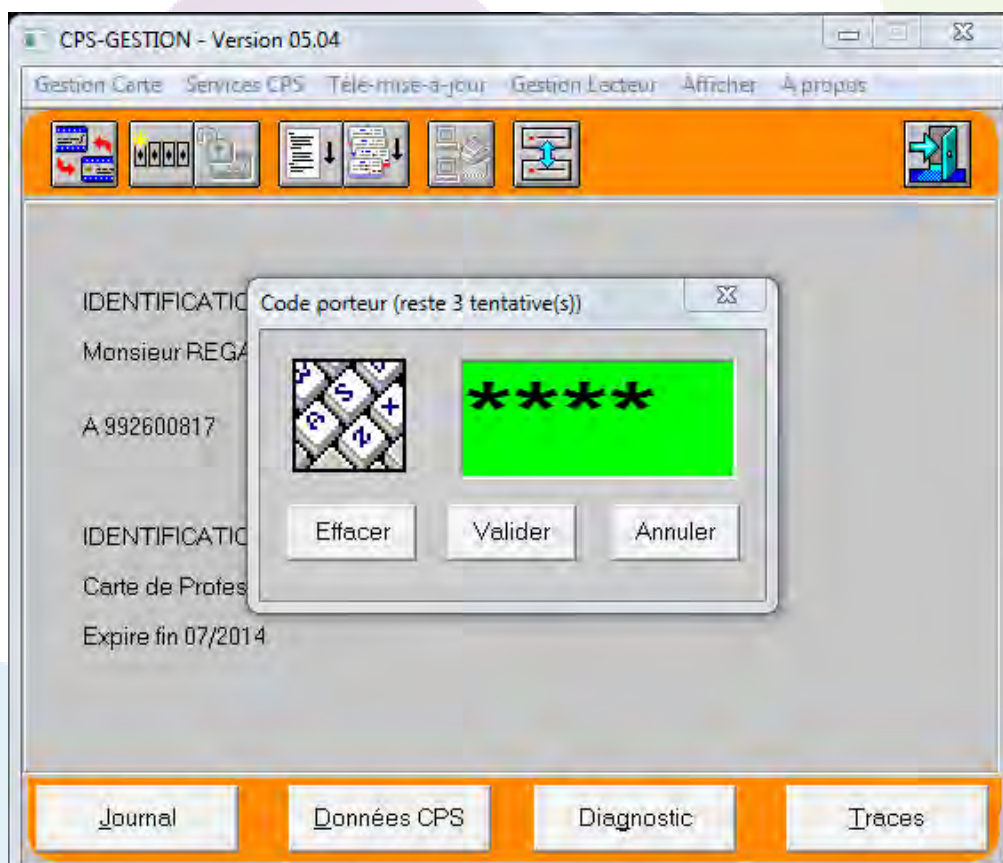 CPS-GESTION - Version 05.04
Gestion Carte Services CPS Télé-mise-à-jour Gestion Lecteur Afficher A propos
IDENTIFICATIO
Code porteur (reste 3 tentative(s))
Monsieur REGA
****
A 992600817
Effacer Valider Annuler
IDENTIFICATIO
Carte de Profes
Expire fin 07/2014
Journal Données CPS Diagnostic Traces